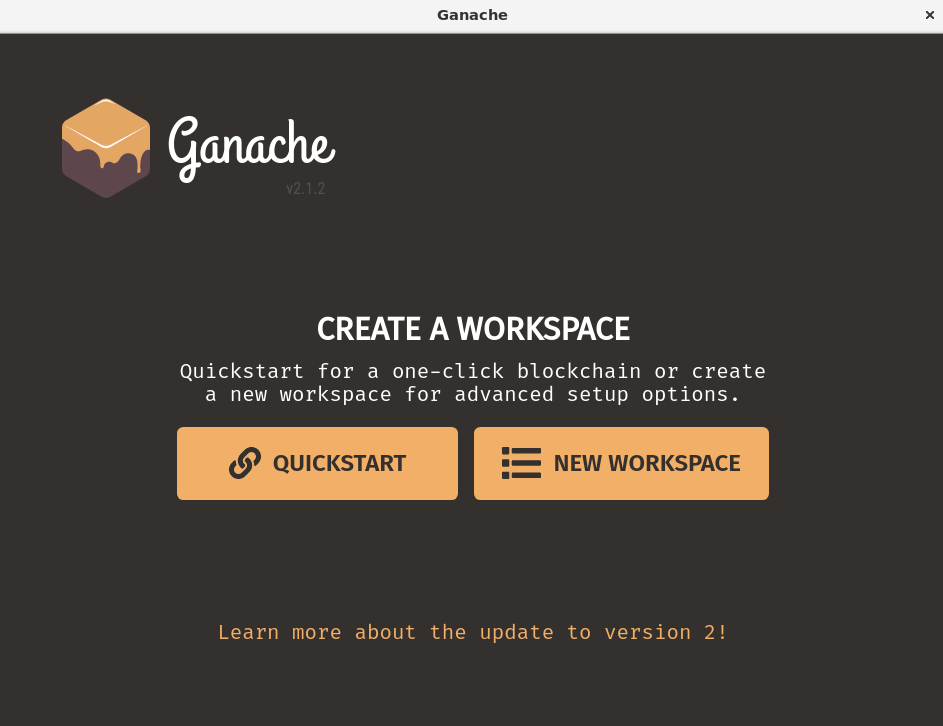 Ganache
Ganache
v2.1.2
CREATE A WORKSPACE
Quickstart for a one-click blockchain or create
a new workspace for advanced setup options.
QUICKSTART
NEW WORKSPACE
Learn more about the update to version 2!